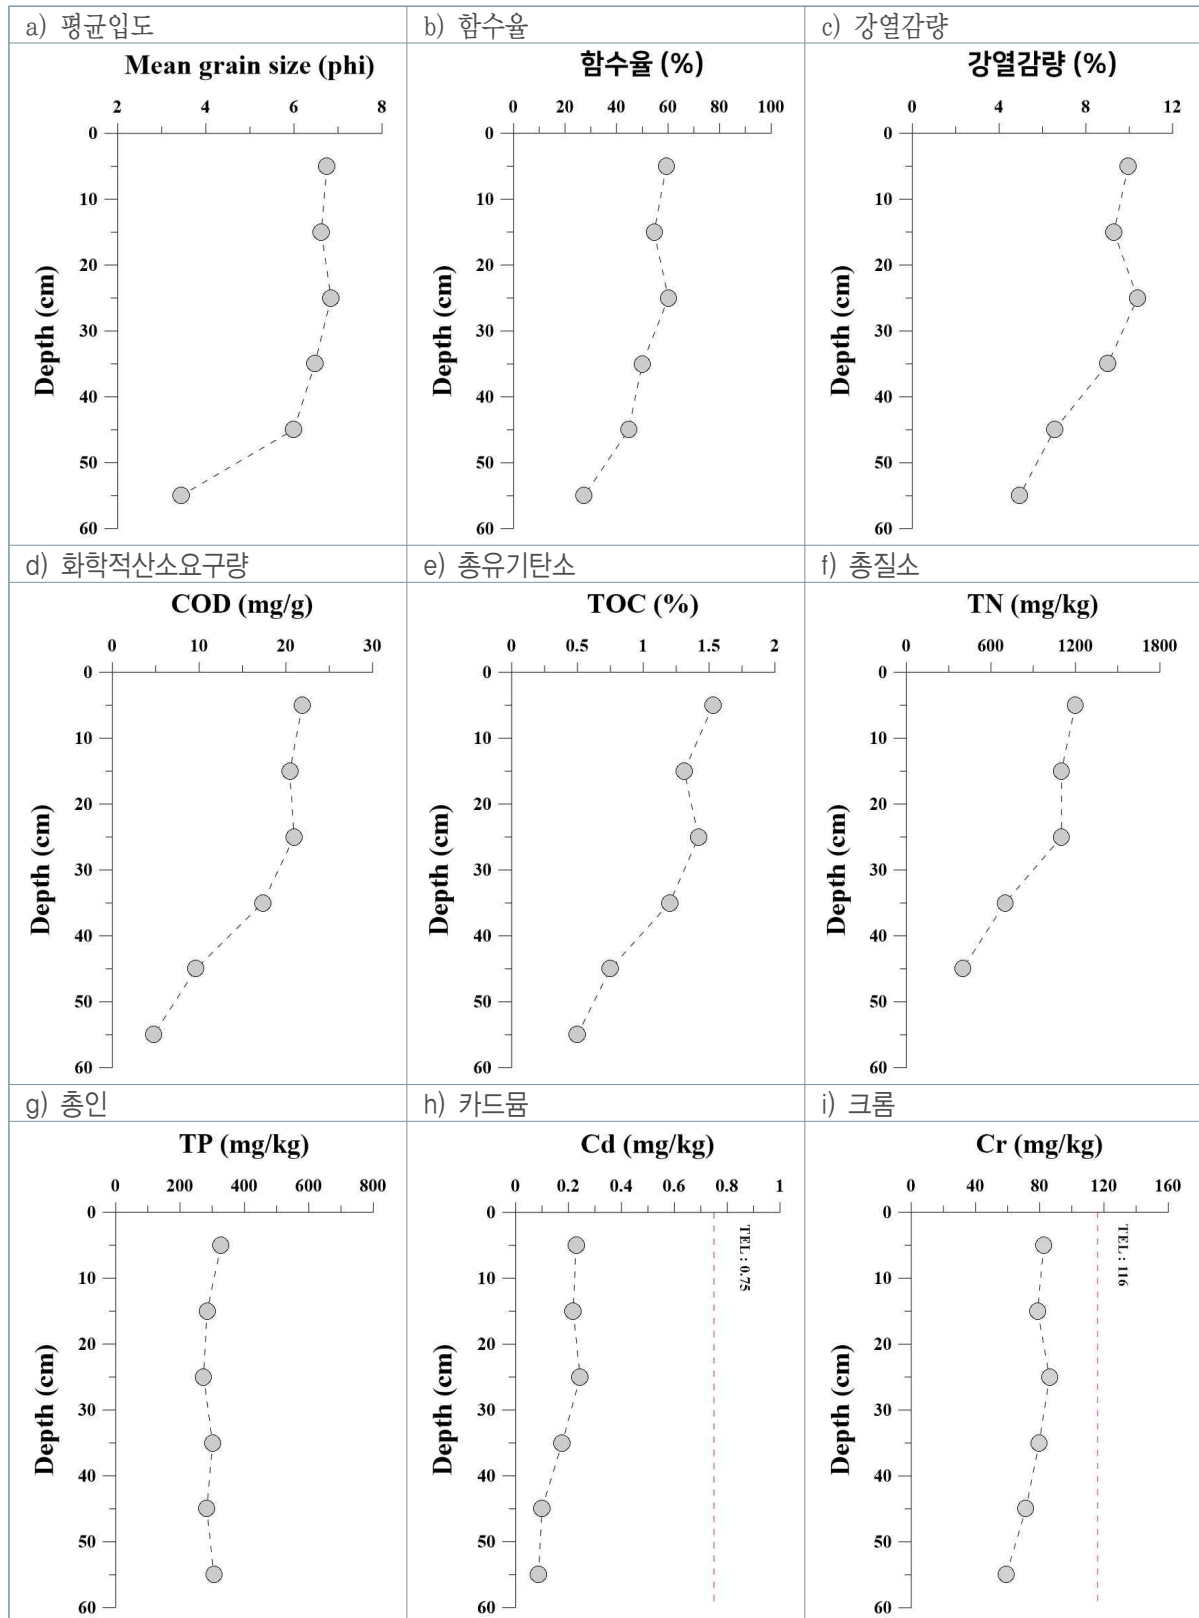 a) 평균입도
b) 함수율
c) 강열감량
Mean grain size (phi)
2 4 6 8
0
10
20
30
40
50
60
Depth (cm)
함수율 (%)
0 20 40 60 80 100
0
10
20
30
40
50
60
Depth (cm)
강열감량 (%)
0 4 8 12
0
10
20
30
40
50
60
Depth (cm)
d) 화학적산소요구량
e) 총유기탄소
f) 총질소
COD (mg/g)
0 10 20 30
0
10
20
30
40
50
60
Depth (cm)
TOC (%)
0 0.5 1 1.5 2
0
10
20
30
40
50
60
Depth (cm)
TN (mg/kg)
0 600 1200 1800
0
10
20
30
40
50
60
Depth (cm)
g) 총인
h) 카드뮴
i) 크롬
TP (mg/kg)
0 200 400 600 800
0
10
20
30
40
50
60
Depth (cm)
Cd (mg/kg)
0 0.2 0.4 0.6 0.8 1
0
10
20
30
40
50
60
Depth (cm)
TEL : 0.75
Cr (mg/kg)
0 40 80 120 160
0
10
20
30
40
50
60
Depth (cm)
TEL : 116